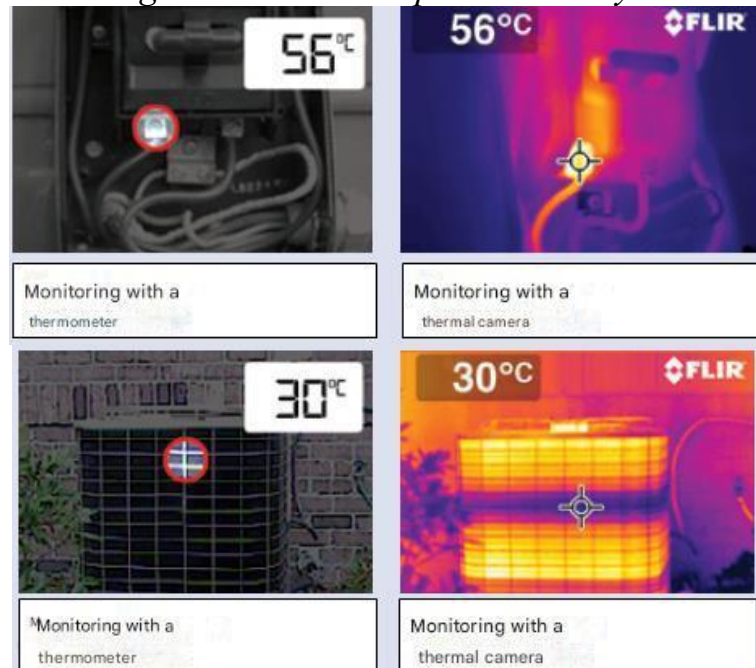 56°C
56°C
FLIR
Monitoring with a
thermometer
Monitoring with a
thermal camera
30°C
30°C
FLIR
MMonitoring with a
thermometer
Monitoring with a
thermal camera